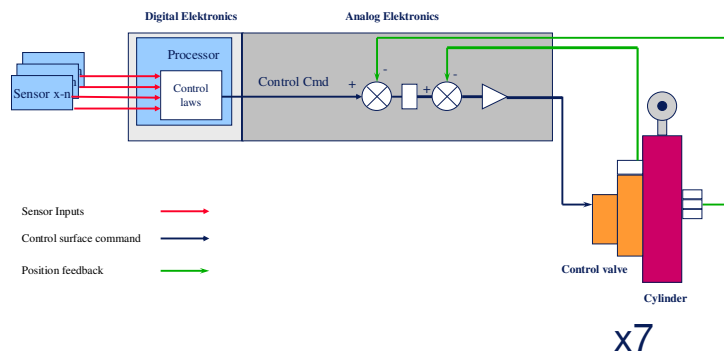 Digital Elektronics
Analog Elektronics
Processor
n
n
Sensor x-n
Control
laws
Control Cmd
+
-
+
-
Sensor Inputs
Control surface command
Position feedback
Control valve
Cylinder
x7